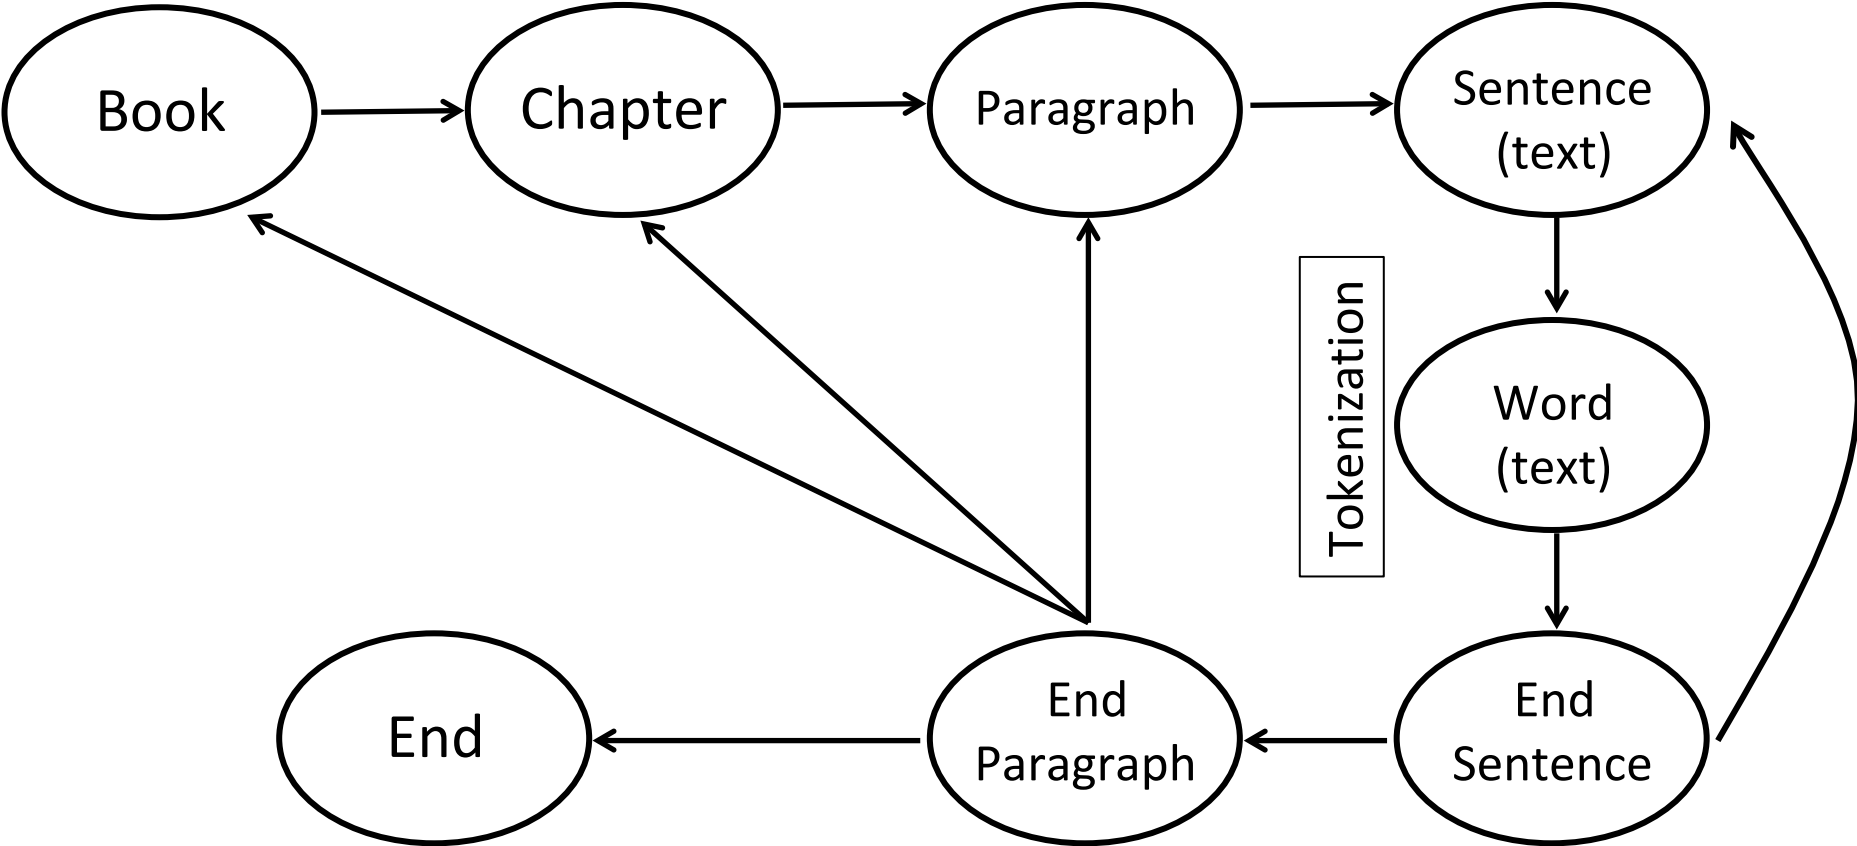 Book
Chapter
Paragraph
Sentence
(text)
Tokenization
Word
(text)
End
End
Paragraph
End
Sentence